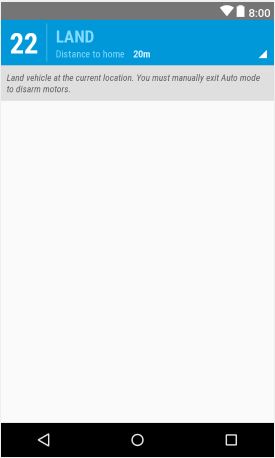 8:00
22
LAND
Distance to home 20m
Land vehicle at the current location. You must manually exit Auto mode
to disarm motors.